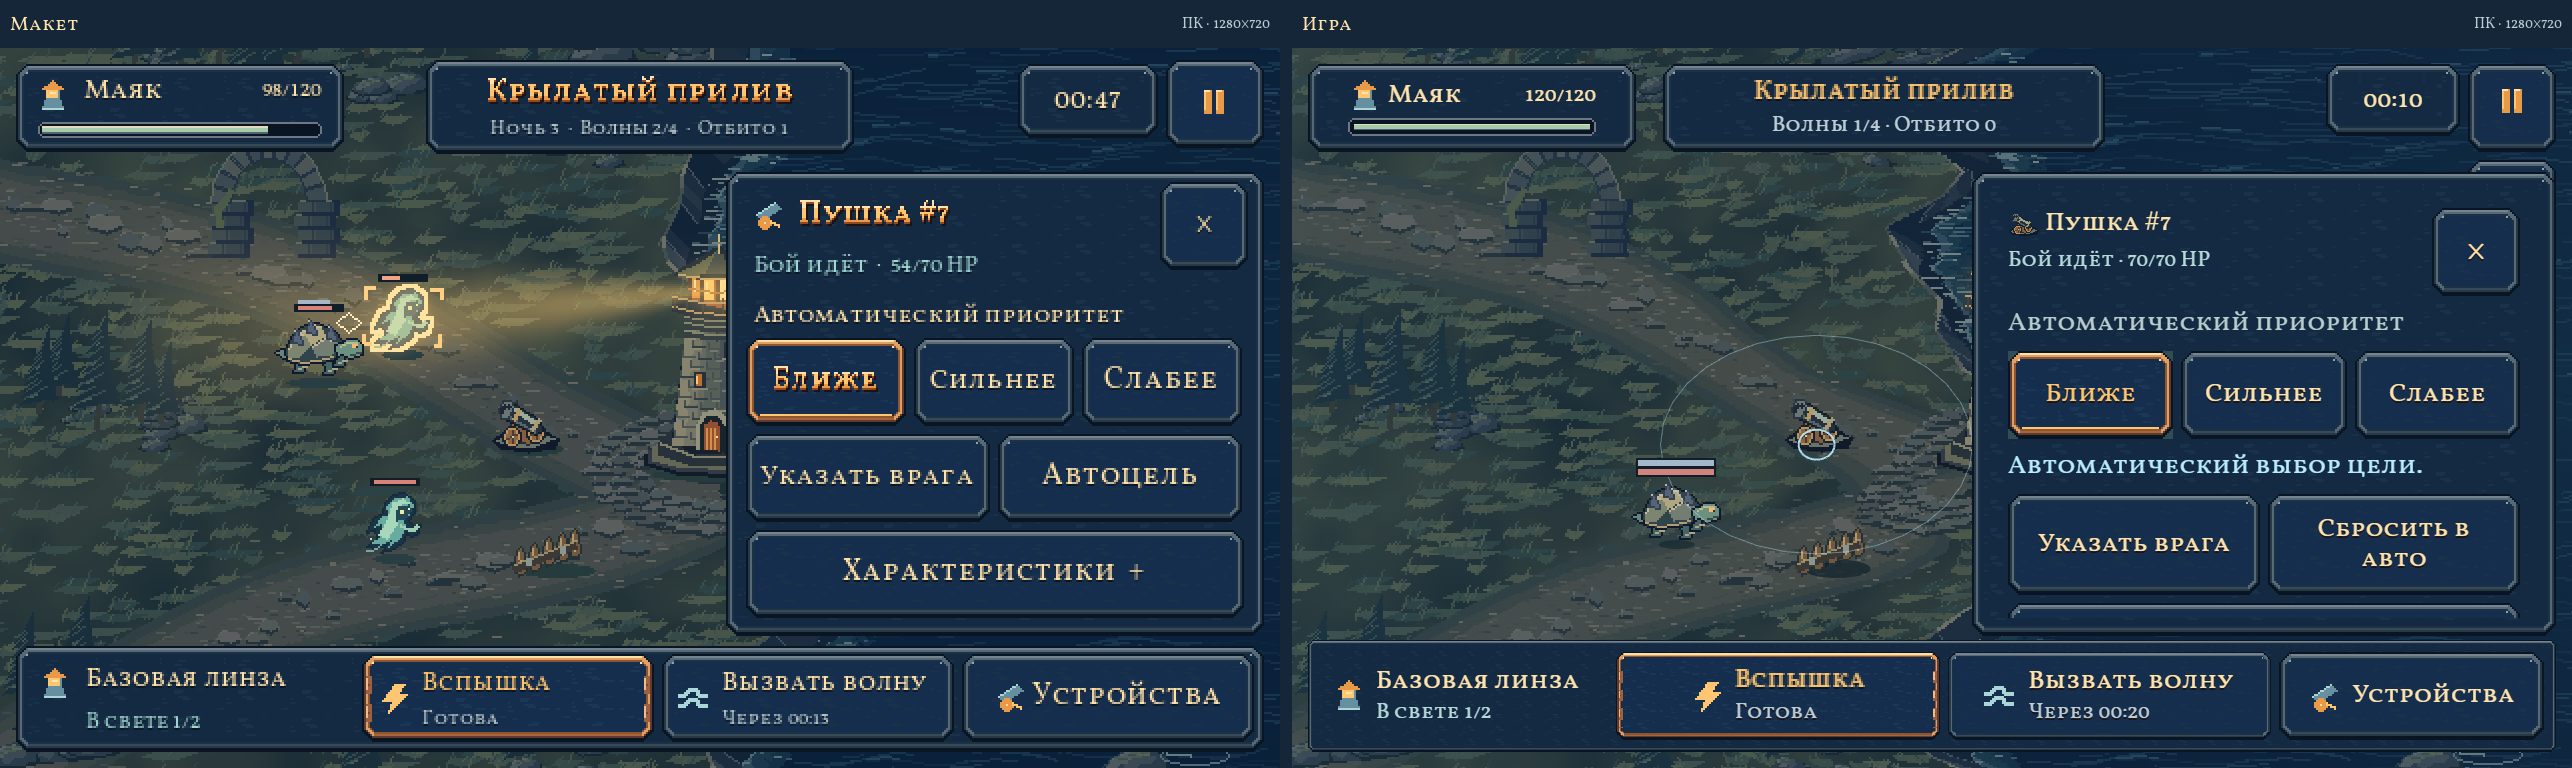 Макет
ПК · 1280×720
Маяк 98/120
Крылатый прилив
Ночь 3 · Волны 2/4 · Отбито 1
00:47
Пушка #7
×
Бой идёт · 54/70 HP
Автоматический приоритет
Ближе
Сильнее
Слабее
Указать врага
Автоцель
Характеристики +
Базовая линза
В свете 1/2
Вспышка
Готова
Вызвать волну
Через 00:13
Устройства
Игра
ПК · 1280×720
Маяк 120/120
Крылатый прилив
Волны 1/4 · Отбито 0
00:10
Пушка #7
×
Бой идёт · 70/70 HP
Автоматический приоритет
Ближе
Сильнее
Слабее
Автоматический выбор цели.
Указать врага
Сбросить в
авто
Базовая линза
В свете 1/2
Вспышка
Готова
Вызвать волну
Через 00:20
Устройства